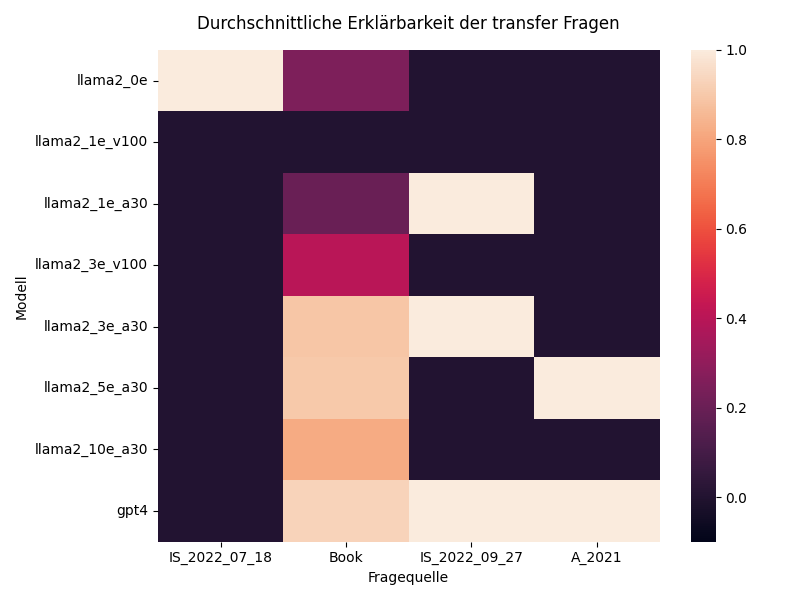 Durchschnittliche Erklärbarkeit der transfer Fragen
Modell
llama2_0e
llama2_1e_v100
llama2_1e_a30
llama2_3e_v100
llama2_3e_a30
llama2_5e_a30
llama2_10e_a30
gpt4
IS_2022_07_18 Book IS_2022_09_27 A_2021
Fragequelle
1.0
0.8
0.6
0.4
0.2
0.0